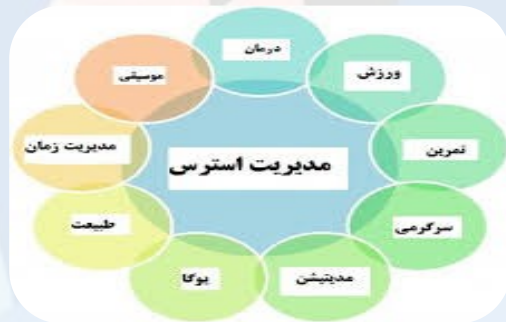 درمان
ورزش
تمرین
سرگرمی
مدیتیشن
یوگا
طبیعت
مدیریت زمان
موسیقی
مدیریت استرس